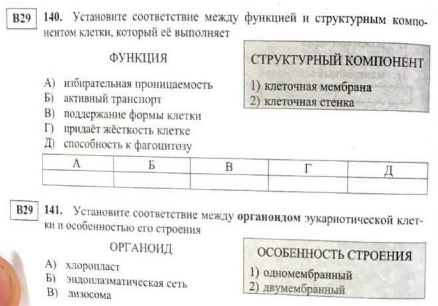 B29 140. Установите соответствие между функцией и структурным компо-
нентом клетки, который её выполняет
ФУНКЦИЯ
А) избирательная проницаемость
Б) активный транспорт
В) поддержание формы клетки
Г) придаёт жёсткость клетке
Д) способность к фагоцитозу
СТРУКТУРНЫЙ КОМПОНЕНТ
1) клеточная мембрана
2) клеточная стенка
А Б В Г Д
B29 141. Установите соответствие между органоидом эукариотической клет-
ки и особенностью его строения
ОРГАНОИД
А) хлоропласт
Б) эндоплазматическая сеть
В) лизосома
ОСОБЕННОСТЬ СТРОЕНИЯ
1) одномембранный
2) двумембранный